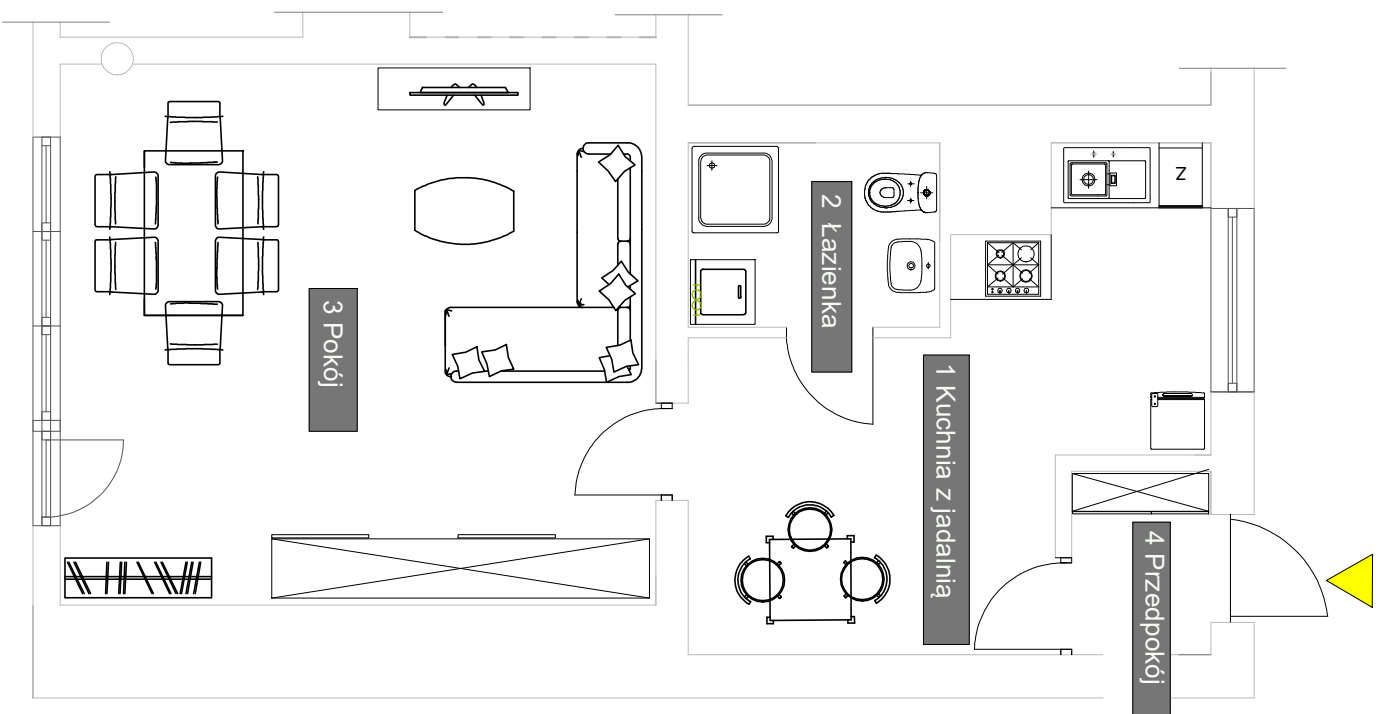 3 Pokój
2 Łazienka
1 Kuchnia z jadalnią
4 Przedpokój
Z